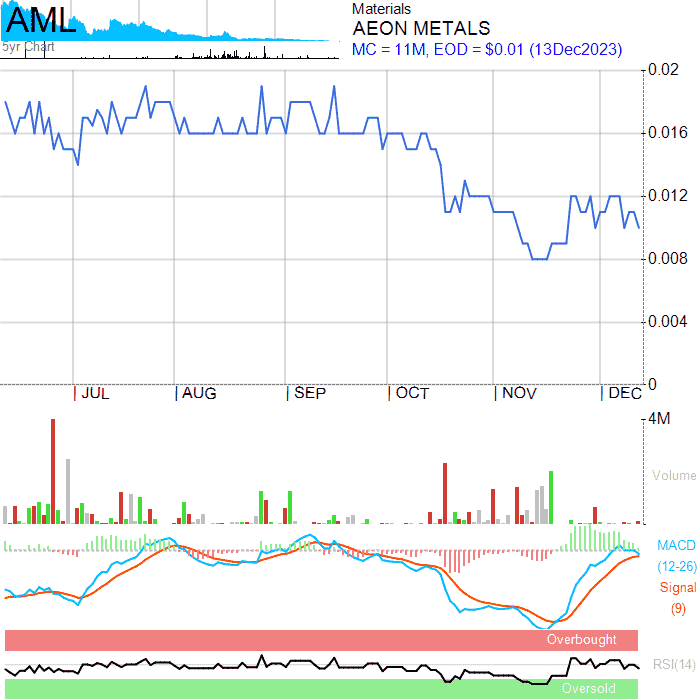 AML
5yr Chart
Materials
AEON METALS
MC = 11M, EOD = $0.01 (13Dec2023)
0.02
0.016
0.012
0.008
0.004
0
JUL AUG SEP OCT NOV DEC
4M
Volume
MACD
(12-26)
Signal
(9)
Overbought
RSI(14)
Oversold